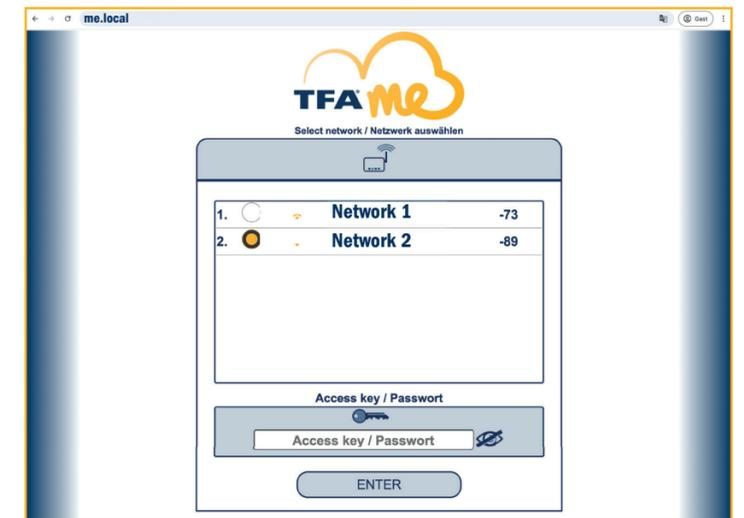 me.local
Gast
TFA® me
Select network / Netzwerk auswählen
1. Network 1 -73
2. Network 2 -89
Access key / Passwort
Access key / Passwort
ENTER